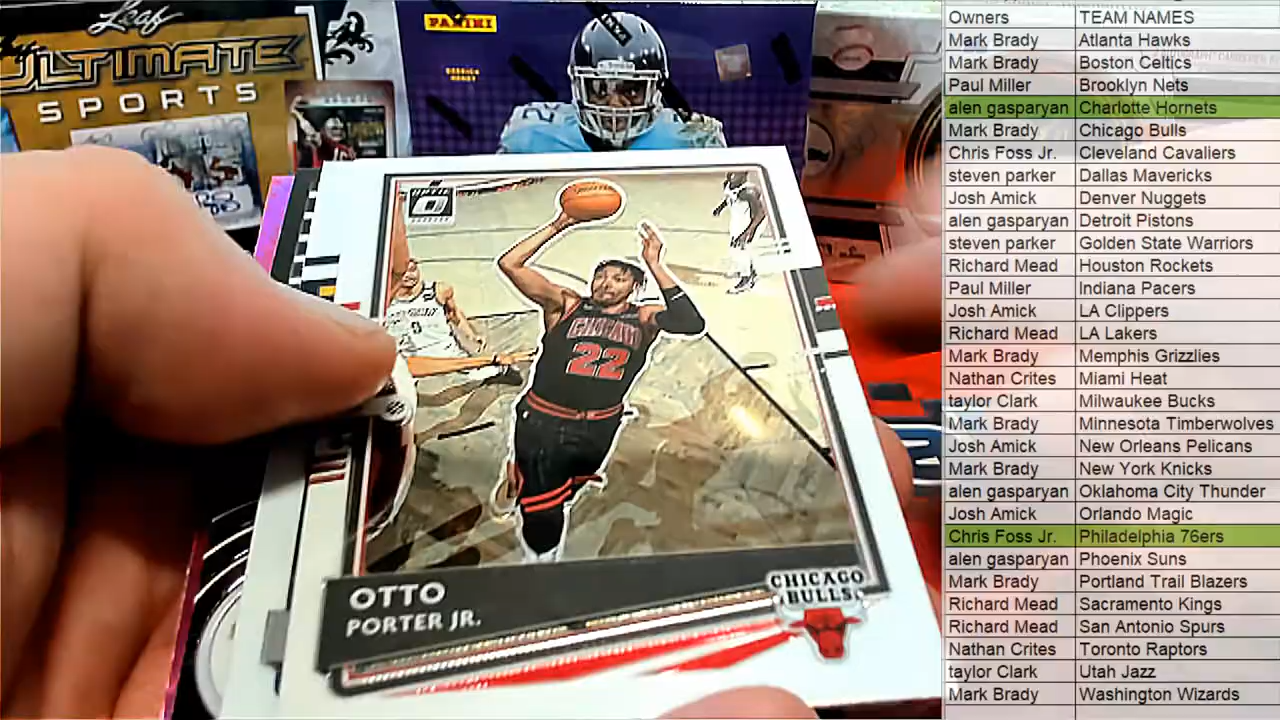 Leaf
ULTIMATE
SPORTS
PANINI
DERRICK
HENRY
OPTIC
CHICAGO
22
OTTO
PORTER JR.
CHICAGO
BULLS
Owners TEAM NAMES
Mark Brady Atlanta Hawks
Mark Brady Boston Celtics
Paul Miller Brooklyn Nets
alen gasparyan Charlotte Hornets
Mark Brady Chicago Bulls
Chris Foss Jr. Cleveland Cavaliers
steven parker Dallas Mavericks
Josh Amick Denver Nuggets
alen gasparyan Detroit Pistons
steven parker Golden State Warriors
Richard Mead Houston Rockets
Paul Miller Indiana Pacers
Josh Amick LA Clippers
Richard Mead LA Lakers
Mark Brady Memphis Grizzlies
Nathan Crites Miami Heat
taylor Clark Milwaukee Bucks
Mark Brady Minnesota Timberwolves
Josh Amick New Orleans Pelicans
Mark Brady New York Knicks
alen gasparyan Oklahoma City Thunder
Josh Amick Orlando Magic
Chris Foss Jr. Philadelphia 76ers
alen gasparyan Phoenix Suns
Mark Brady Portland Trail Blazers
Richard Mead Sacramento Kings
Richard Mead San Antonio Spurs
Nathan Crites Toronto Raptors
taylor Clark Utah Jazz
Mark Brady Washington Wizards